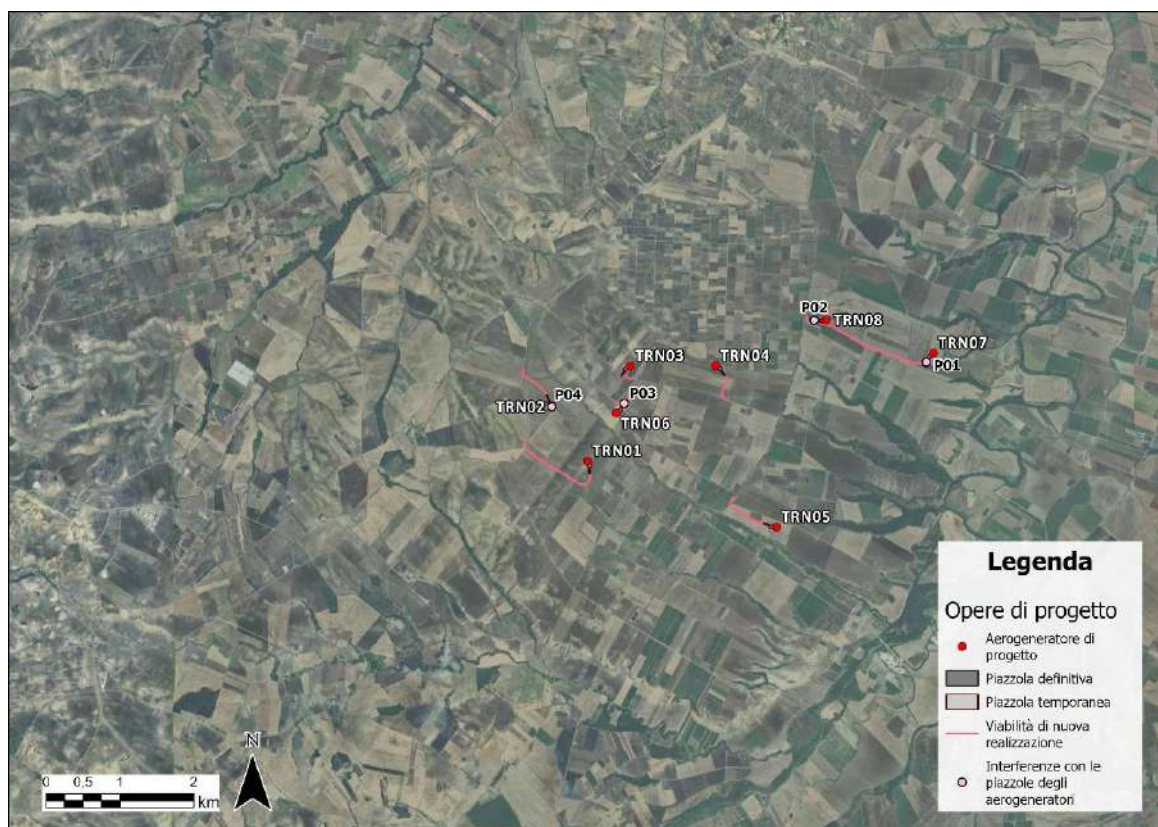 P02
TRN08
TRN07
P01
TRN03
TRN04
P04
TRN02
P03
TRN06
TRN01
TRN05
Legenda
Opere di progetto
Aerogeneratore di
progetto
Piazzola definitiva
Piazzola temporanea
Viabilità di nuova
realizzazione
Interferenze con le
piazzole degli
aerogeneratori
N
0 0,5 1 2
km